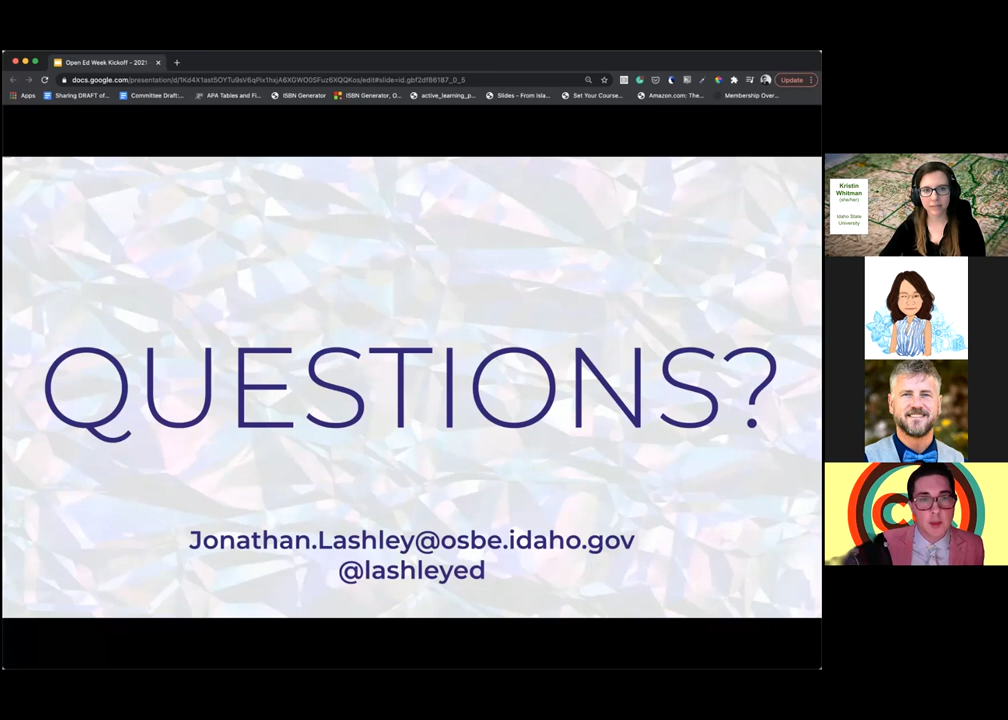 Open Ed Week Kickoff - 2021
Update
Apps
Sharing DRAFT of...
Committee Draft:...
APA Tables and Fi...
ISBN Generator
ISBN Generator, O...
active_learning_p...
Slides - From Isla...
Set Your Course...
Amazon.com: The...
Membership Over...
Kristin
Whitman
(she/her)
Idaho State
University
QUESTIONS?
Jonathan.Lashley@osbe.idaho.gov
@lashleyed